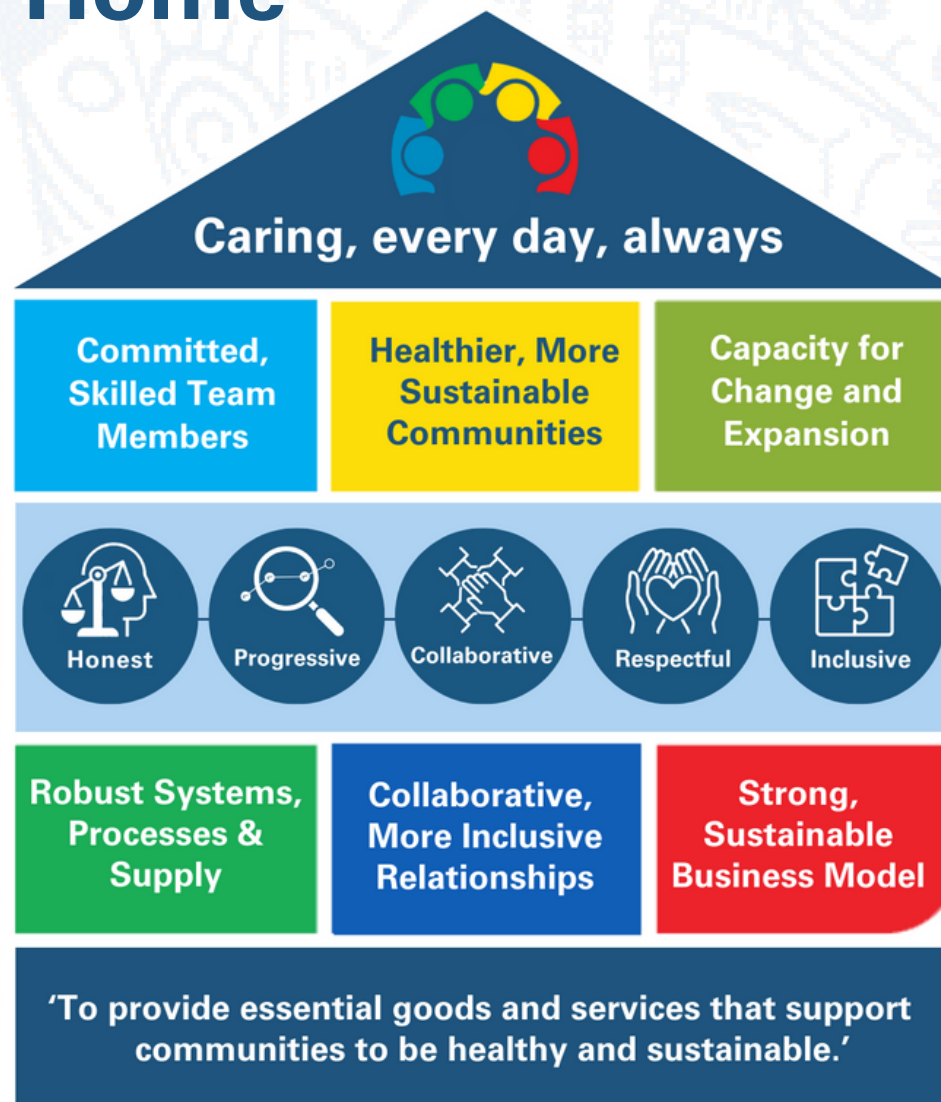 Home
Caring, every day, always
Committed,
Skilled Team
Members
Healthier, More
Sustainable
Communities
Capacity for
Change and
Expansion
Honest
Progressive
Collaborative
Respectful
Inclusive
Robust Systems,
Processes &
Supply
Collaborative,
More Inclusive
Relationships
Strong,
Sustainable
Business Model
‘To provide essential goods and services that support
communities to be healthy and sustainable.’